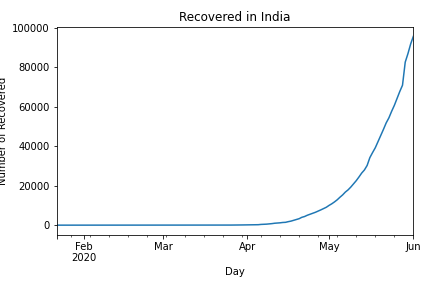 Recovered in India
100000
80000
60000
40000
20000
0
Number of Recovered
Feb
2020
Mar
Apr
May
Jun
Day